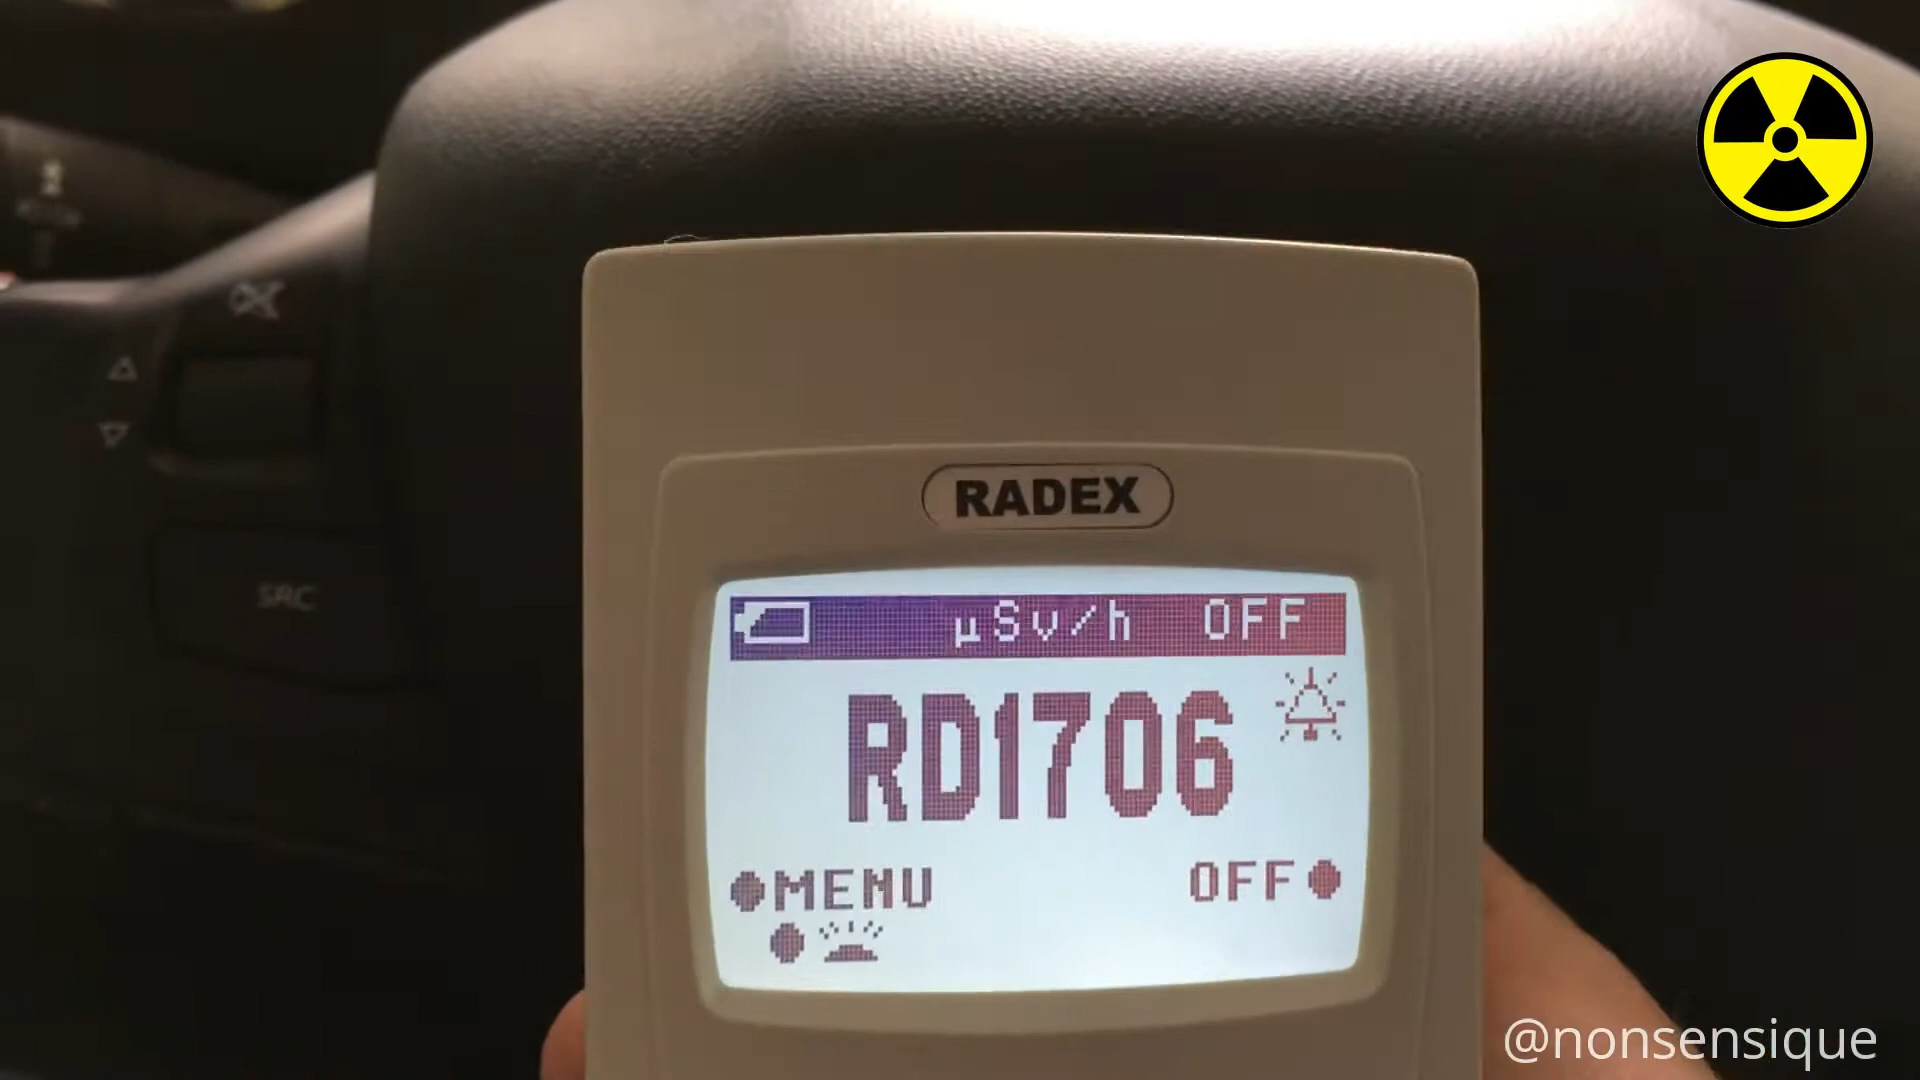 RADEX
µSv/h OFF
RD1706
MENU OFF
SRC
@nonsensique